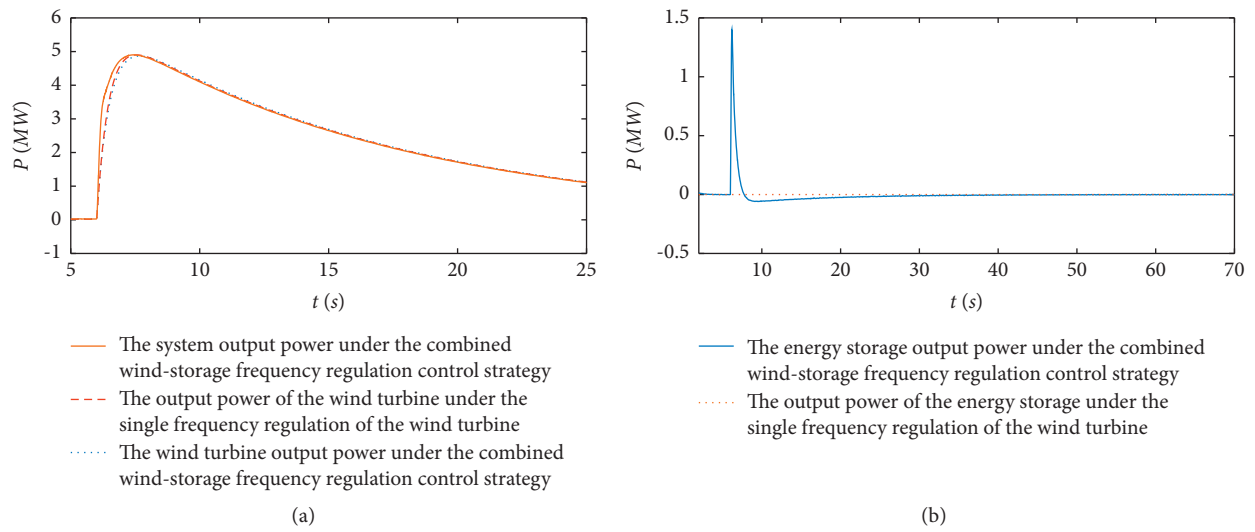 6
5
4
3
2
1
0
-1
P (MW)
5
10
15
20
25
t (s)
The system output power under the combined
wind-storage frequency regulation control strategy
The output power of the wind turbine under the
single frequency regulation of the wind turbine
The wind turbine output power under the combined
wind-storage frequency regulation control strategy
(a)
1.5
1
0.5
0
-0.5
P (MW)
10
20
30
40
50
60
70
t (s)
The energy storage output power under the combined
wind-storage frequency regulation control strategy
The output power of the energy storage under the
single frequency regulation of the wind turbine
(b)